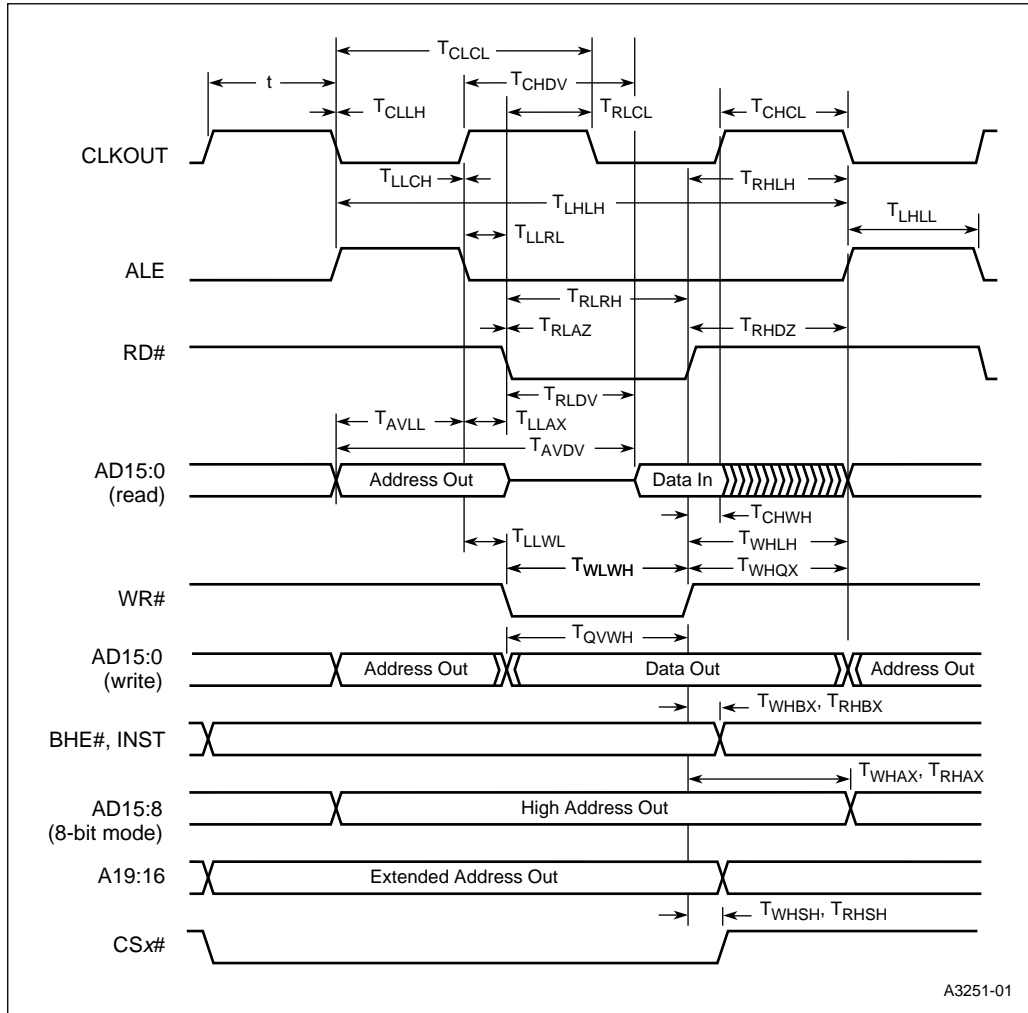 T_CLCL
t
T_CHDV
T_CLLH
T_RLCL
T_CHCL
CLKOUT
T_LLCH
T_RHLH
T_LHLH
T_LHLL
T_LLRL
ALE
T_RLRH
T_RLAZ
T_RHDZ
RD#
T_RLDV
T_AVLL
T_LLAX
T_AVDV
AD15:0
(read)
Address Out
Data In
T_CHWH
T_LLWL
T_WHLH
T_WLWH
T_WHQX
WR#
T_QVWH
AD15:0
(write)
Address Out
Data Out
Address Out
T_WHBX, T_RHBX
BHE#, INST
T_WHAX, T_RHAX
AD15:8
(8-bit mode)
High Address Out
A19:16
Extended Address Out
T_WHSH, T_RHSH
CSx#
A3251-01